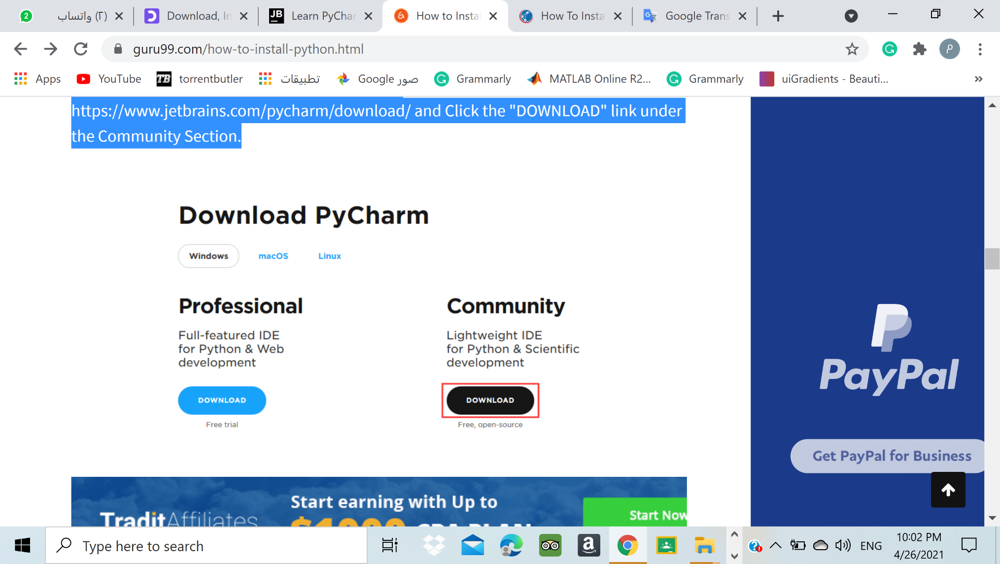 2
(٢) واتساب
Download, In
JB
Learn PyChar
How to Instal
How To Insta
Google Trans
guru99.com/how-to-install-python.html
Apps
YouTube
TB
torrentbutler
تطبيقات
صور Google
Grammarly
MATLAB Online R2...
Grammarly
uiGradients - Beauti...
https://www.jetbrains.com/pycharm/download/ and Click the "DOWNLOAD" link under
the Community Section.
Download PyCharm
Windows
macOS
Linux
Professional
Community
Full-featured IDE
for Python & Web
development
Lightweight IDE
for Python & Scientific
development
DOWNLOAD
DOWNLOAD
Free trial
Free, open-source
PayPal
Get PayPal for Business
TraditAffiliates
Start earning with Up to
CPA PLAN
Start Now
Type here to search
ENG
10:02 PM
4/26/2021